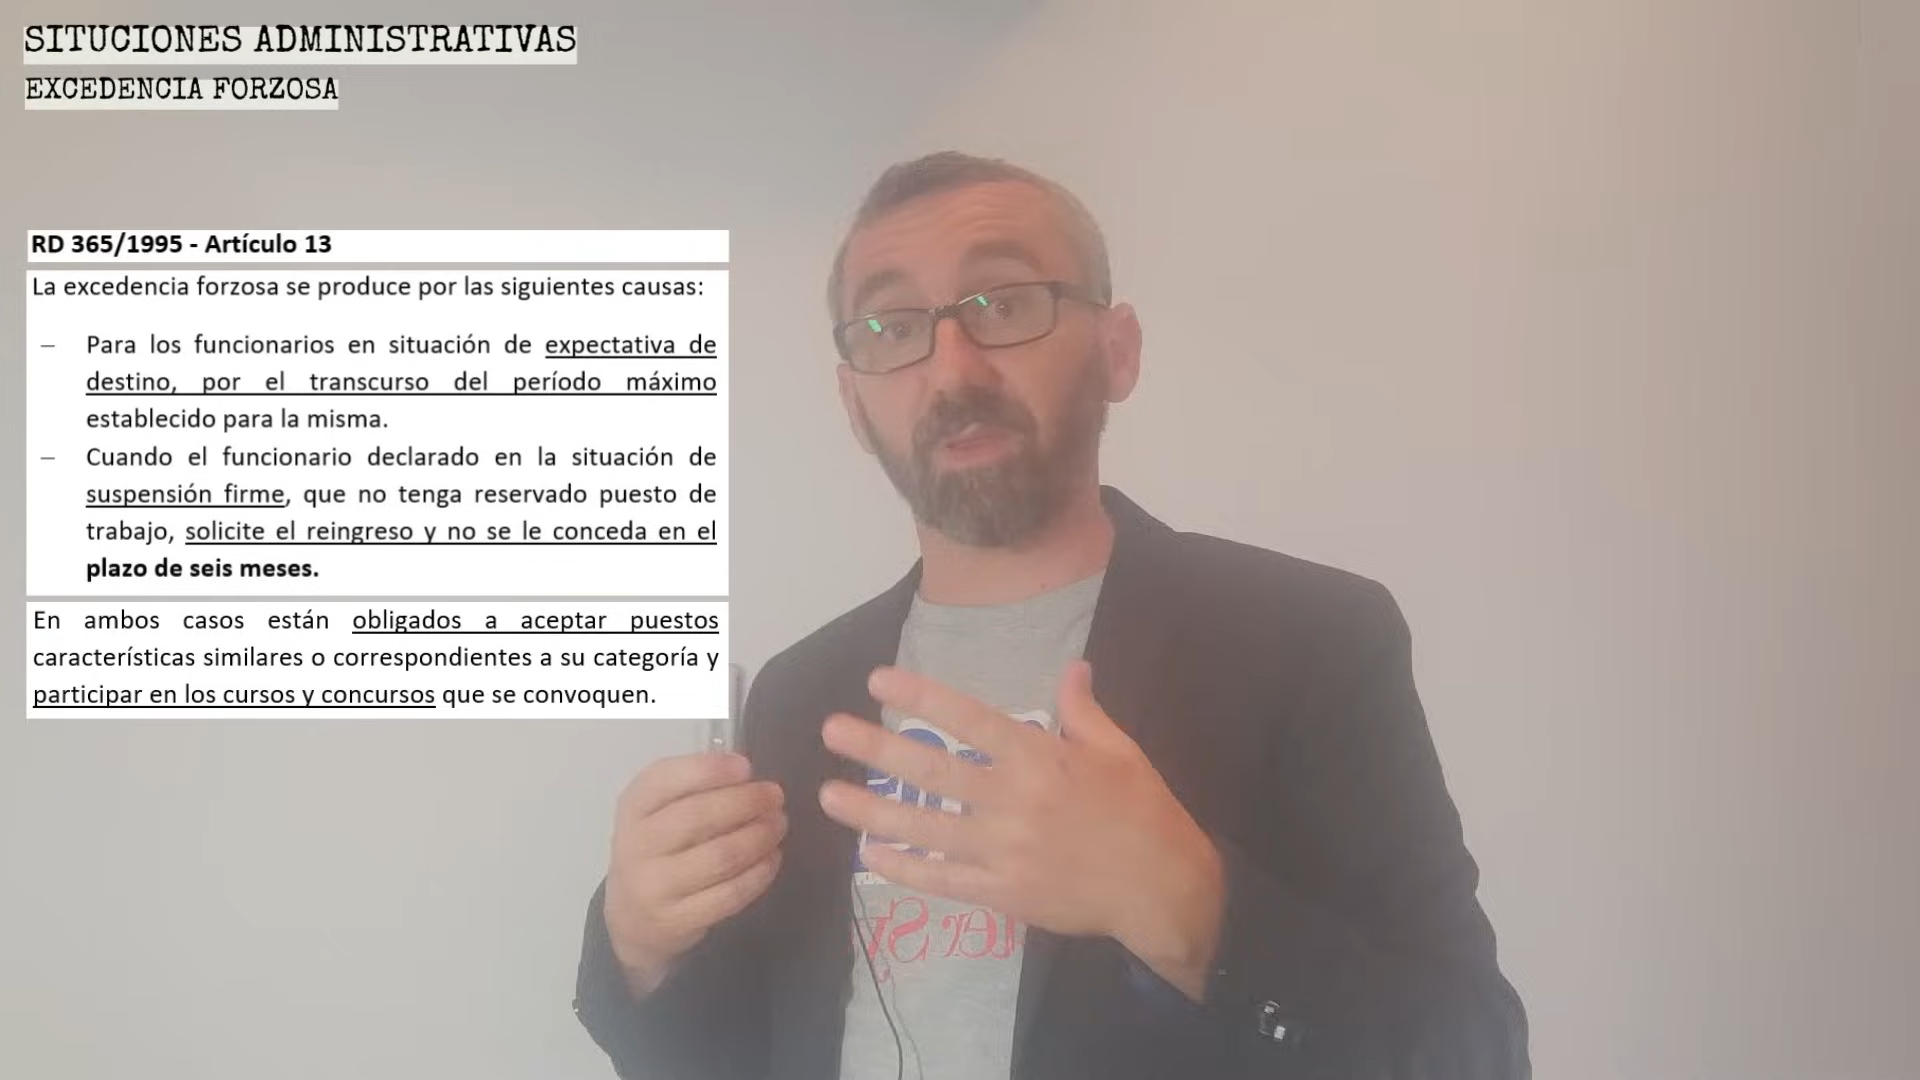 SITUCIONES ADMINISTRATIVAS
EXCEDENCIA FORZOSA
RD 365/1995 - Artículo 13
La excedencia forzosa se produce por las siguientes causas:
– Para los funcionarios en situación de expectativa de
destino, por el transcurso del período máximo
establecido para la misma.
– Cuando el funcionario declarado en la situación de
suspensión firme, que no tenga reservado puesto de
trabajo, solicite el reingreso y no se le conceda en el
plazo de seis meses.
En ambos casos están obligados a aceptar puestos
características similares o correspondientes a su categoría y
participar en los cursos y concursos que se convoquen.